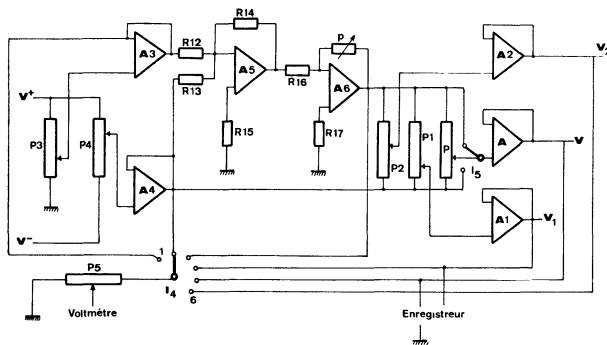 R14
V2
R12
P
A3
A2
R13
A5
R16
A6
V+
P1
A
V
P3
P4
R15
R17
P2
P
I5
A4
A1
V1
V−
1
P5
I4
6
Voltmétre
Enregistreur